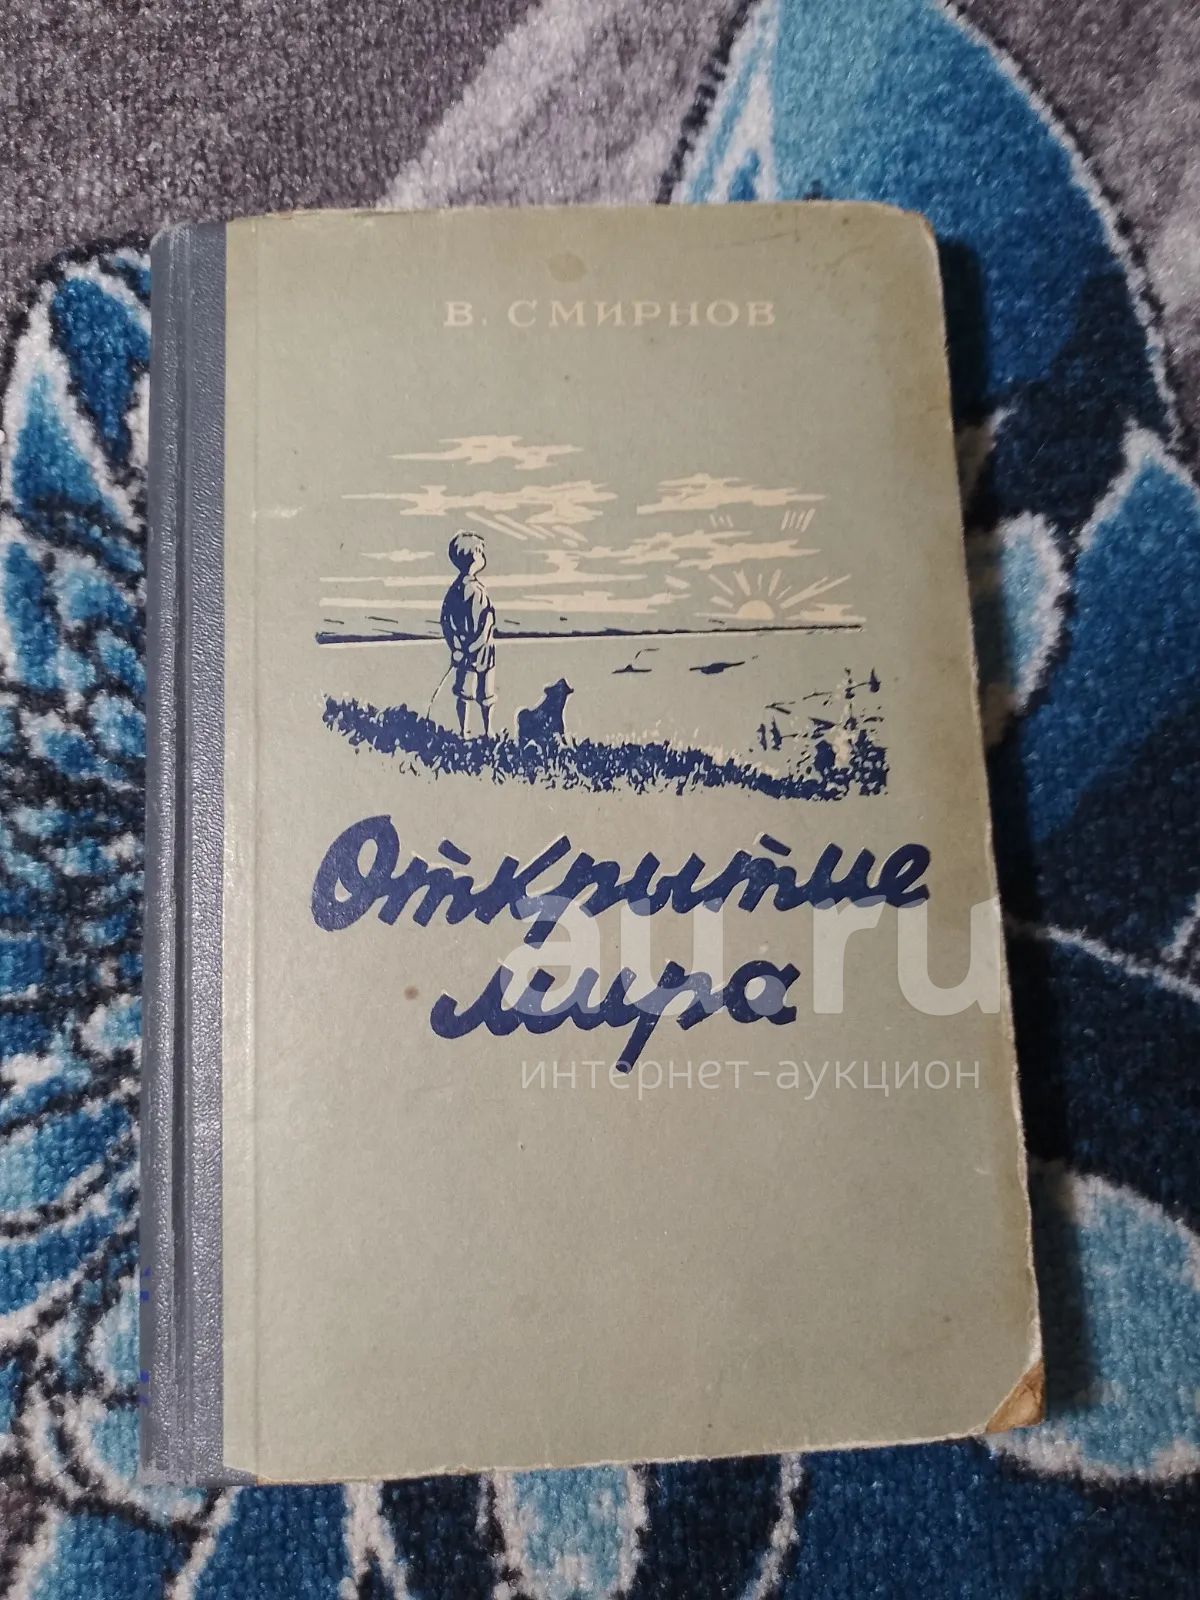 В. СМИРНОВ
Открытие
мира
au.ru
интернет-аукцион